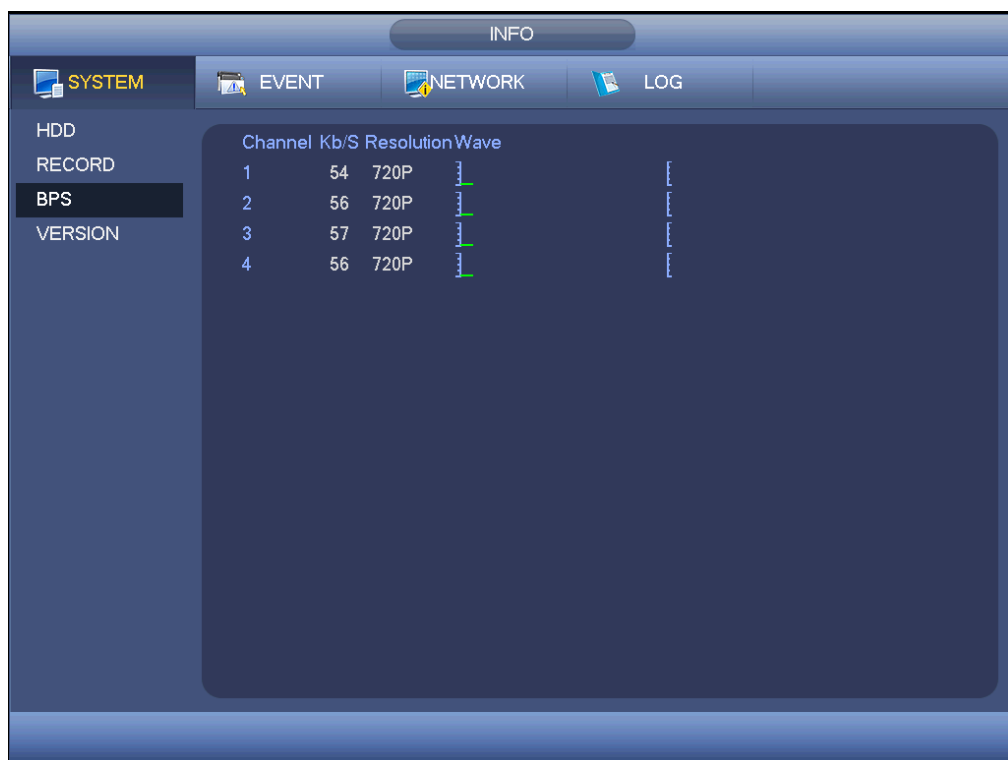 INFO
SYSTEM EVENT NETWORK LOG
HDD
RECORD
BPS
VERSION
Channel Kb/S Resolution Wave
1 54 720P
2 56 720P
3 57 720P
4 56 720P